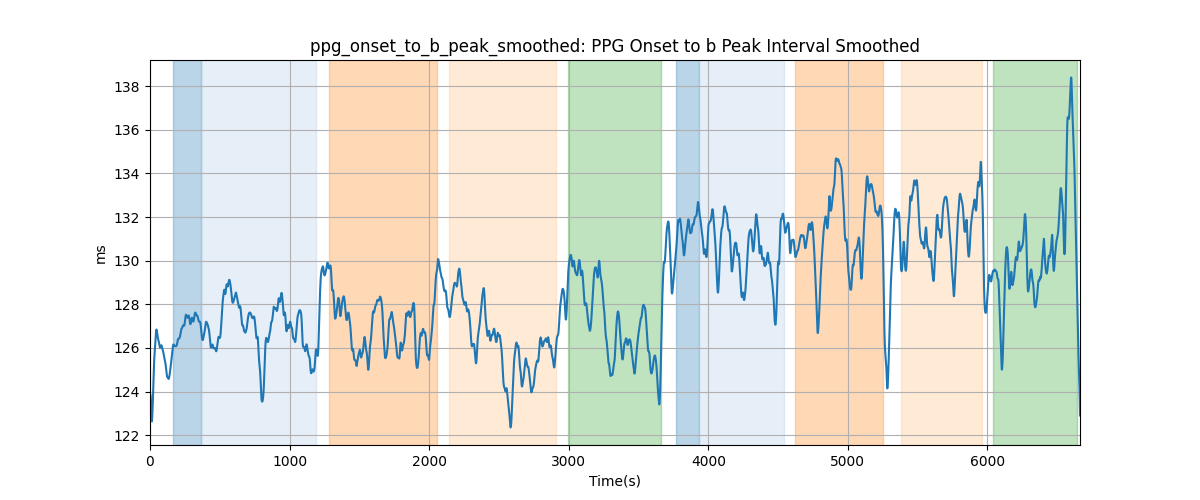 ppg_onset_to_b_peak_smoothed: PPG Onset to b Peak Interval Smoothed
138
136
134
132
130
128
126
124
122
ms
0 1000 2000 3000 4000 5000 6000
Time(s)